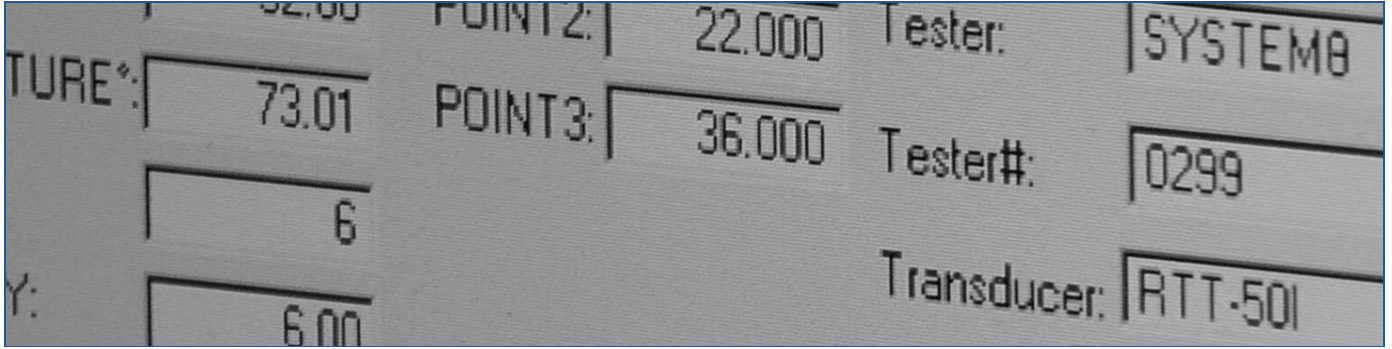 POINT2: 22.000 Tester: SYSTEM8
TURE*: 73.01 POINT3: 36.000
Tester#: 0299
6
Transducer: RTT-50I
Y: 6.00